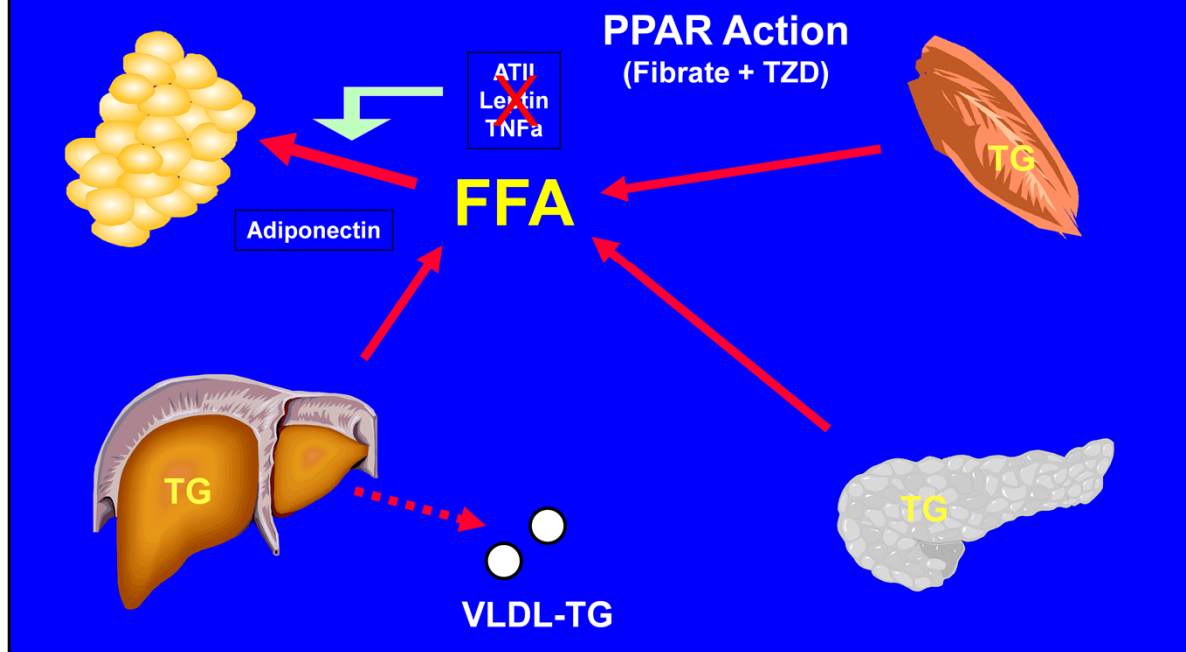 PPAR Action
(Fibrate + TZD)
ATII
Leptin
TNFa
TG
FFA
Adiponectin
TG
TG
VLDL-TG